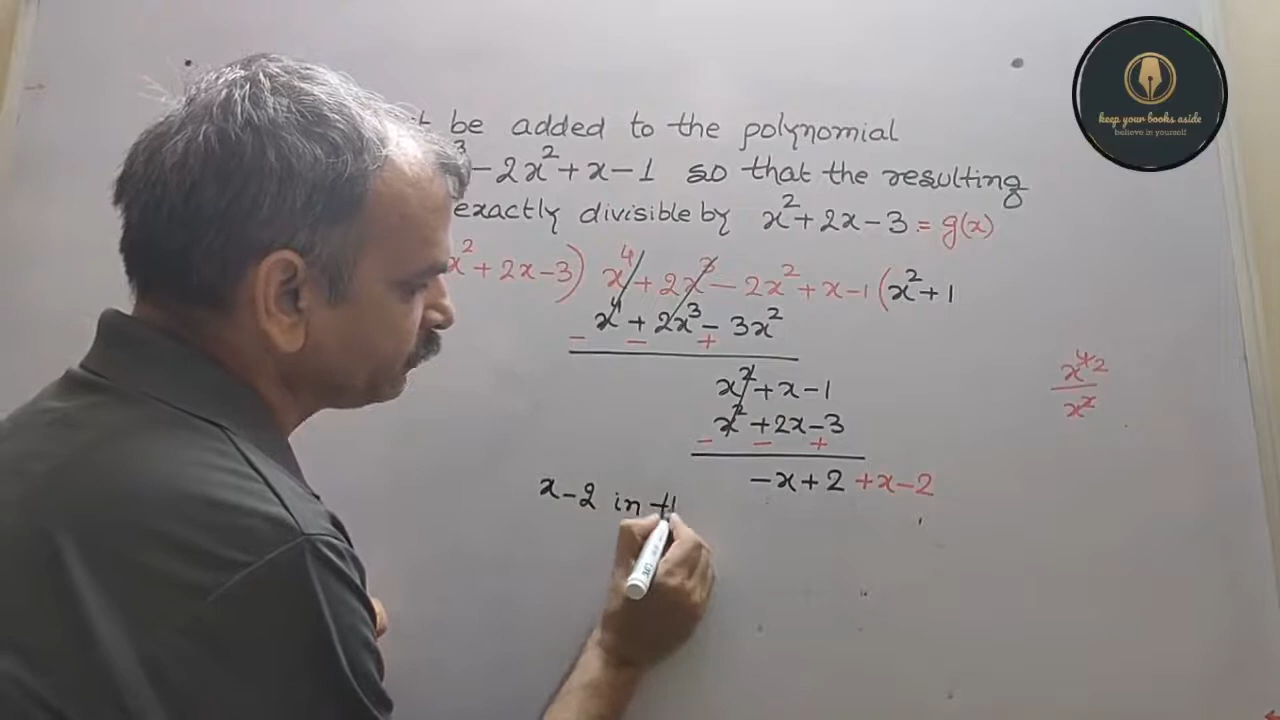 be added to the polynomial
³ - 2x² + x - 1 so that the resulting
exactly divisible by x² + 2x - 3 = g(x)
x² + 2x - 3) x⁴ + 2x³ - 2x² + x - 1 (x² + 1
x⁴ + 2x³ - 3x²
- - +
x² + x - 1
x² + 2x - 3
- - +
-x + 2 + x - 2
x - 2 in
x⁴ 2
x²
keep your books aside
believe in yourself